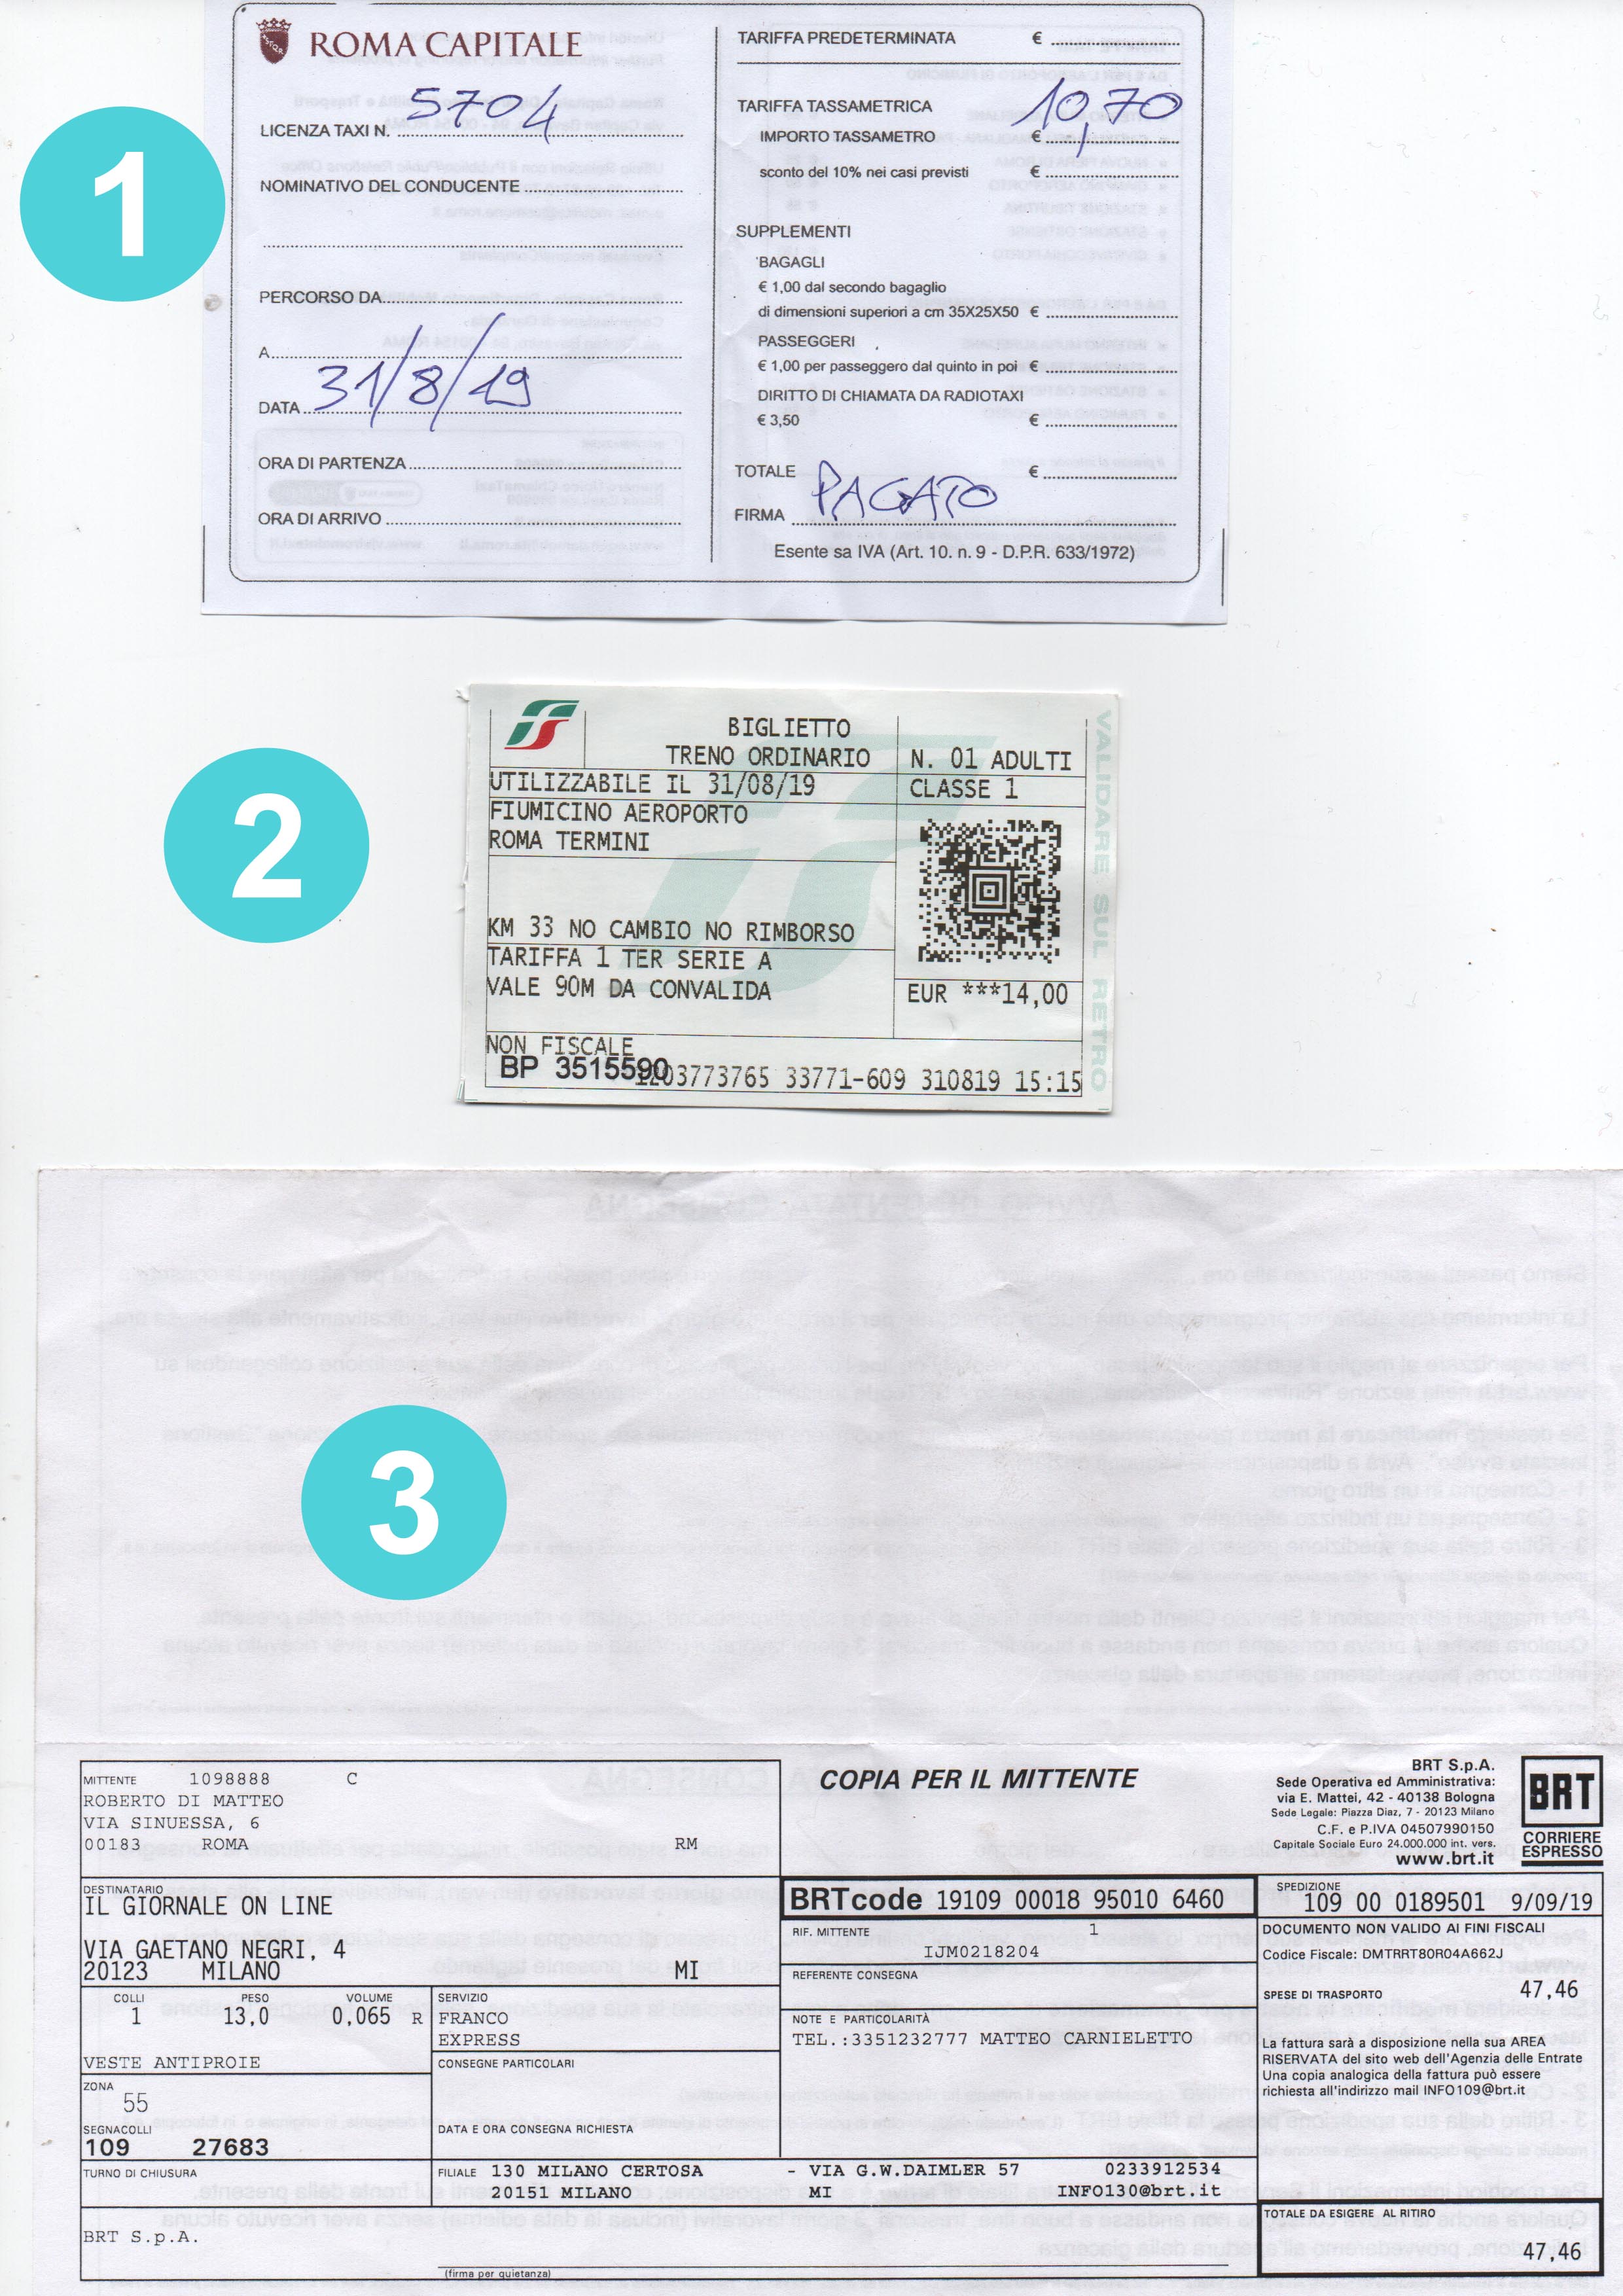 1
ROMA CAPITALE
LICENZA TAXI N. 5704
NOMINATIVO DEL CONDUCENTE
PERCORSO DA
A
DATA 31/8/19
ORA DI PARTENZA
ORA DI ARRIVO
TARIFFA PREDETERMINATA €
TARIFFA TASSAMETRICA
IMPORTO TASSAMETRO € 10,70
sconto del 10% nei casi previsti €
SUPPLEMENTI
BAGAGLI
€ 1,00 dal secondo bagaglio
di dimensioni superiori a cm 35X25X50 €
PASSEGGERI
€ 1,00 per passeggero dal quinto in poi €
DIRITTO DI CHIAMATA DA RADIOTAXI
€ 3,50 €
TOTALE €
FIRMA PAGATO
Esente sa IVA (Art. 10. n. 9 - D.P.R. 633/1972)
2
BIGLIETTO
TRENO ORDINARIO
N. 01 ADULTI
UTILIZZABILE IL 31/08/19
CLASSE 1
FIUMICINO AEROPORTO
ROMA TERMINI
KM 33 NO CAMBIO NO RIMBORSO
TARIFFA 1 TER SERIE A
VALE 90M DA CONVALIDA
EUR ***14,00
NON FISCALE
BP 3515590
1203773765 33771-609 310819 15:15
VALIDARE SUL RETRO
3
MITTENTE 1098888 C
ROBERTO DI MATTEO
VIA SINUESSA, 6
00183 ROMA RM
COPIA PER IL MITTENTE
BRT S.p.A.
Sede Operativa ed Amministrativa:
via E. Mattei, 42 - 40138 Bologna
Sede Legale: Piazza Diaz, 7 - 20123 Milano
C.F. e P.IVA 04507990150
Capitale Sociale Euro 24.000.000 int. vers.
www.brt.it
BRT
CORRIERE
ESPRESSO
DESTINATARIO
IL GIORNALE ON LINE
VIA GAETANO NEGRI, 4
20123 MILANO MI
BRTcode 19109 00018 95010 6460
SPEDIZIONE
109 00 0189501 9/09/19
RIF. MITTENTE 1
IJM0218204
DOCUMENTO NON VALIDO AI FINI FISCALI
Codice Fiscale: DMTRRT80R04A662J
REFERENTE CONSEGNA
SPESE DI TRASPORTO 47,46
COLLI PESO VOLUME
1 13,0 0,065 R
SERVIZIO
FRANCO
EXPRESS
NOTE E PARTICOLARITÀ
TEL.:3351232777 MATTEO CARNIELETTO
La fattura sarà a disposizione nella sua AREA
RISERVATA del sito web dell'Agenzia delle Entrate
Una copia analogica della fattura può essere
richiesta all'indirizzo mail INFO109@brt.it
VESTE ANTIPROIE
CONSEGNE PARTICOLARI
ZONA
55
SEGNACOLLI
109 27683
DATA E ORA CONSEGNA RICHIESTA
TURNO DI CHIUSURA
FILIALE 130 MILANO CERTOSA - VIA G.W.DAIMLER 57 0233912534
20151 MILANO MI INFO130@brt.it
BRT S.p.A.
(firma per quietanza)
TOTALE DA ESIGERE AL RITIRO
47,46